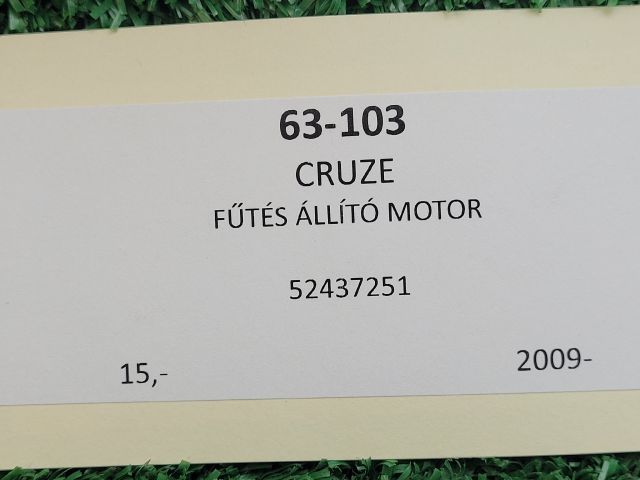 63-103
CRUZE
FŰTÉS ÁLLÍTÓ MOTOR
52437251
15,- 2009-